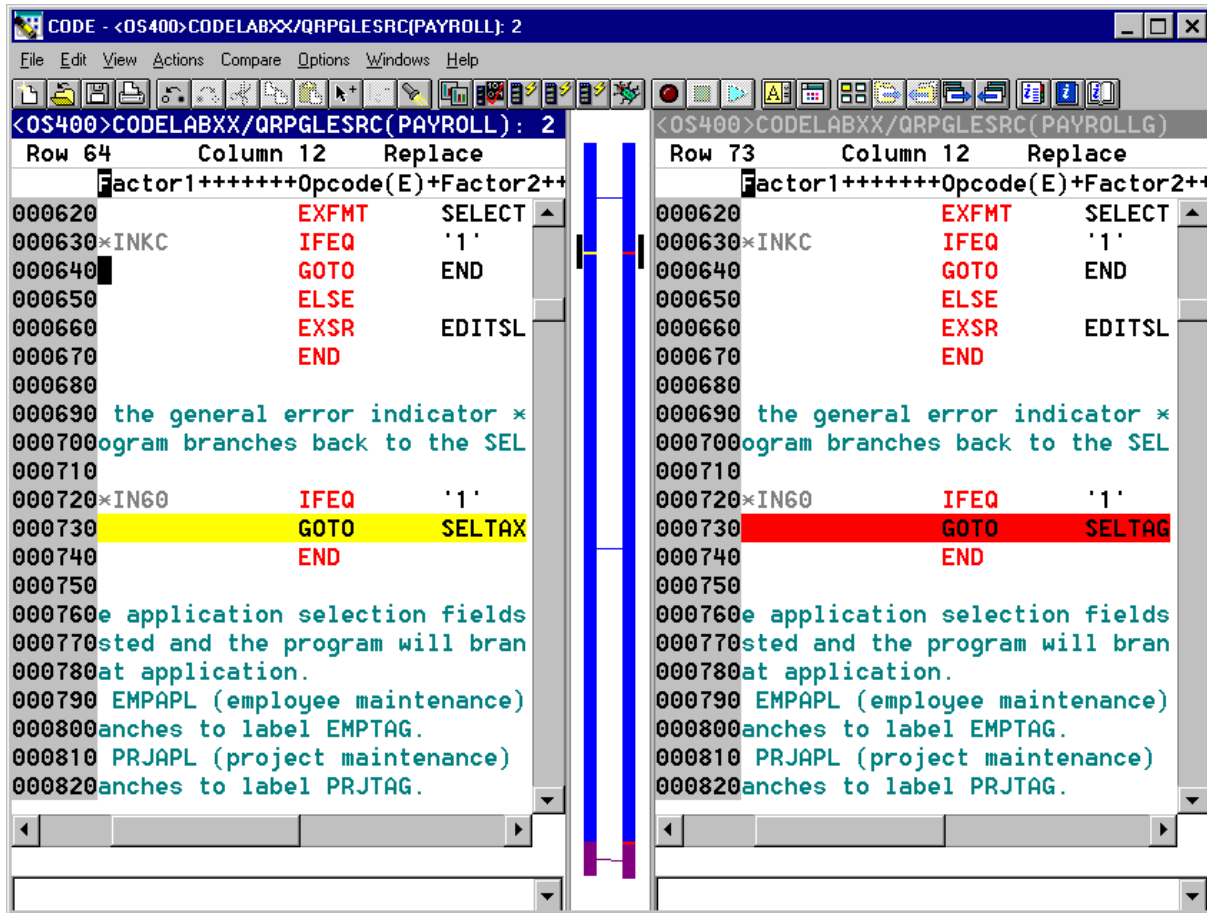 CODE - <OS400>CODELABXX/QRPGLESRC(PAYROLL): 2
File Edit View Actions Compare Options Windows Help
<OS400>CODELABXX/QRPGLESRC(PAYROLL): 2
Row 64 Column 12 Replace
Factor1+++++++Opcode(E)+Factor2++
000620 EXFMT SELECT
000630*INKC IFEQ '1'
000640 GOTO END
000650 ELSE
000660 EXSR EDITSL
000670 END
000680
000690 the general error indicator *
000700ogram branches back to the SEL
000710
000720*IN60 IFEQ '1'
000730 GOTO SELTAX
000740 END
000750
000760e application selection fields
000770sted and the program will bran
000780at application.
000790 EMPAPL (employee maintenance)
000800anches to label EMPTAG.
000810 PRJAPL (project maintenance)
000820anches to label PRJTAG.
<OS400>CODELABXX/QRPGLESRC(PAYROLLG)
Row 73 Column 12 Replace
Factor1+++++++Opcode(E)+Factor2++
000620 EXFMT SELECT
000630*INKC IFEQ '1'
000640 GOTO END
000650 ELSE
000660 EXSR EDITSL
000670 END
000680
000690 the general error indicator *
000700ogram branches back to the SEL
000710
000720*IN60 IFEQ '1'
000730 GOTO SELTAG
000740 END
000750
000760e application selection fields
000770sted and the program will bran
000780at application.
000790 EMPAPL (employee maintenance)
000800anches to label EMPTAG.
000810 PRJAPL (project maintenance)
000820anches to label PRJTAG.